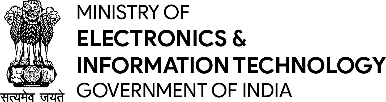 MINISTRY OF
ELECTRONICS &
INFORMATION TECHNOLOGY
GOVERNMENT OF INDIA
सत्यमेव जयते